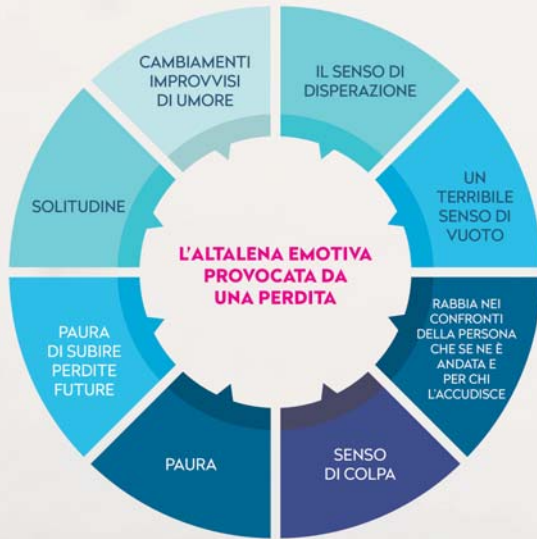 CAMBIAMENTI
IMPROVVISI
DI UMORE
IL SENSO DI
DISPERAZIONE
UN
TERRIBILE
SENSO DI
VUOTO
RABBIA NEI
CONFRONTI
DELLA PERSONA
CHE SE NE È
ANDATA E
PER CHI
L'ACCUDISCE
SENSO
DI COLPA
PAURA
PAURA
DI SUBIRE
PERDITE
FUTURE
SOLITUDINE
L'ALTALENA EMOTIVA
PROVOCATA DA
UNA PERDITA